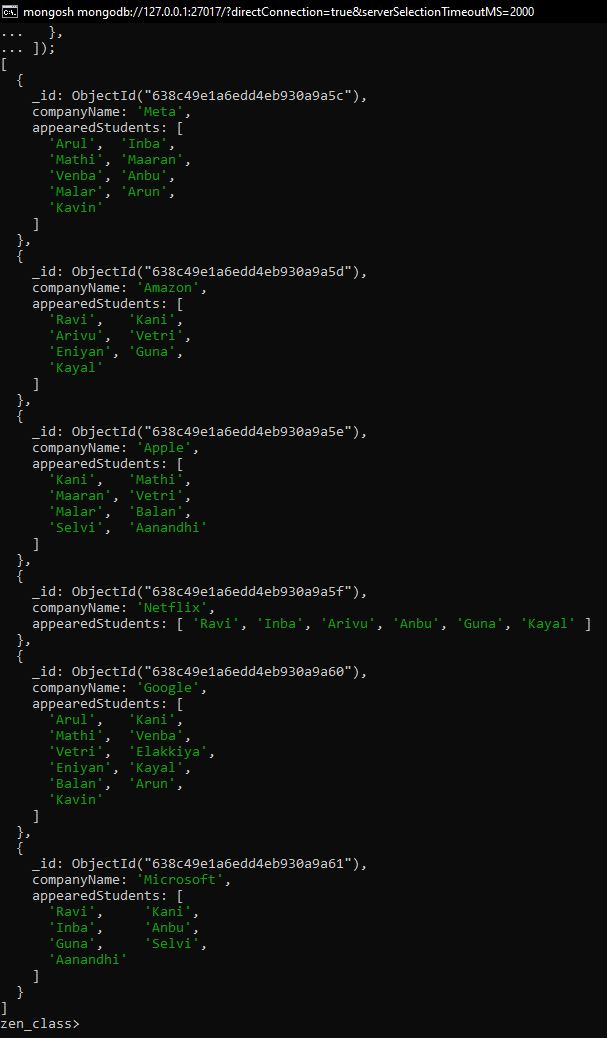 mongosh mongodb://127.0.0.1:27017/?directConnection=true&serverSelectionTimeoutMS=2000
...   },
... ]);
[
  {
    _id: ObjectId("638c49e1a6edd4eb930a9a5c"),
    companyName: 'Meta',
    appearedStudents: [
      'Arul',  'Inba',
      'Mathi', 'Maaran',
      'Venba', 'Anbu',
      'Malar', 'Arun',
      'Kavin'
    ]
  },
  {
    _id: ObjectId("638c49e1a6edd4eb930a9a5d"),
    companyName: 'Amazon',
    appearedStudents: [
      'Ravi',   'Kani',
      'Arivu',  'Vetri',
      'Eniyan', 'Guna',
      'Kayal'
    ]
  },
  {
    _id: ObjectId("638c49e1a6edd4eb930a9a5e"),
    companyName: 'Apple',
    appearedStudents: [
      'Kani',   'Mathi',
      'Maaran', 'Vetri',
      'Malar',  'Balan',
      'Selvi',  'Aanandhi'
    ]
  },
  {
    _id: ObjectId("638c49e1a6edd4eb930a9a5f"),
    companyName: 'Netflix',
    appearedStudents: [ 'Ravi', 'Inba', 'Arivu', 'Anbu', 'Guna', 'Kayal' ]
  },
  {
    _id: ObjectId("638c49e1a6edd4eb930a9a60"),
    companyName: 'Google',
    appearedStudents: [
      'Arul',   'Kani',
      'Mathi',  'Venba',
      'Vetri',  'Elakkiya',
      'Eniyan', 'Kayal',
      'Balan',  'Arun',
      'Kavin'
    ]
  },
  {
    _id: ObjectId("638c49e1a6edd4eb930a9a61"),
    companyName: 'Microsoft',
    appearedStudents: [
      'Ravi',     'Kani',
      'Inba',     'Anbu',
      'Guna',     'Selvi',
      'Aanandhi'
    ]
  }
]
zen_class>